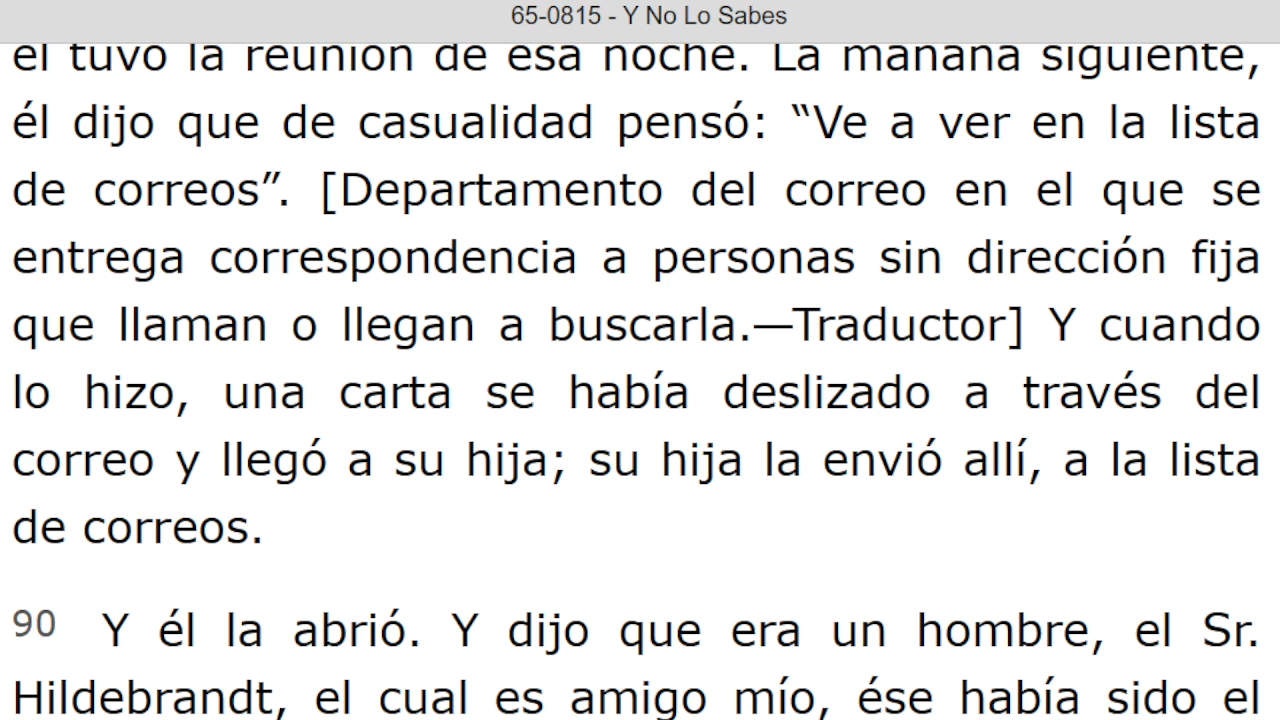 65-0815 - Y No Lo Sabes
él tuvo la reunión de esa noche. La mañana siguiente,
él dijo que de casualidad pensó: “Ve a ver en la lista
de correos”. [Departamento del correo en el que se
entrega correspondencia a personas sin dirección fija
que llaman o llegan a buscarla.—Traductor] Y cuando
lo hizo, una carta se había deslizado a través del
correo y llegó a su hija; su hija la envió allí, a la lista
de correos.
90 Y él la abrió. Y dijo que era un hombre, el Sr.
Hildebrandt, el cual es amigo mío, ése había sido el